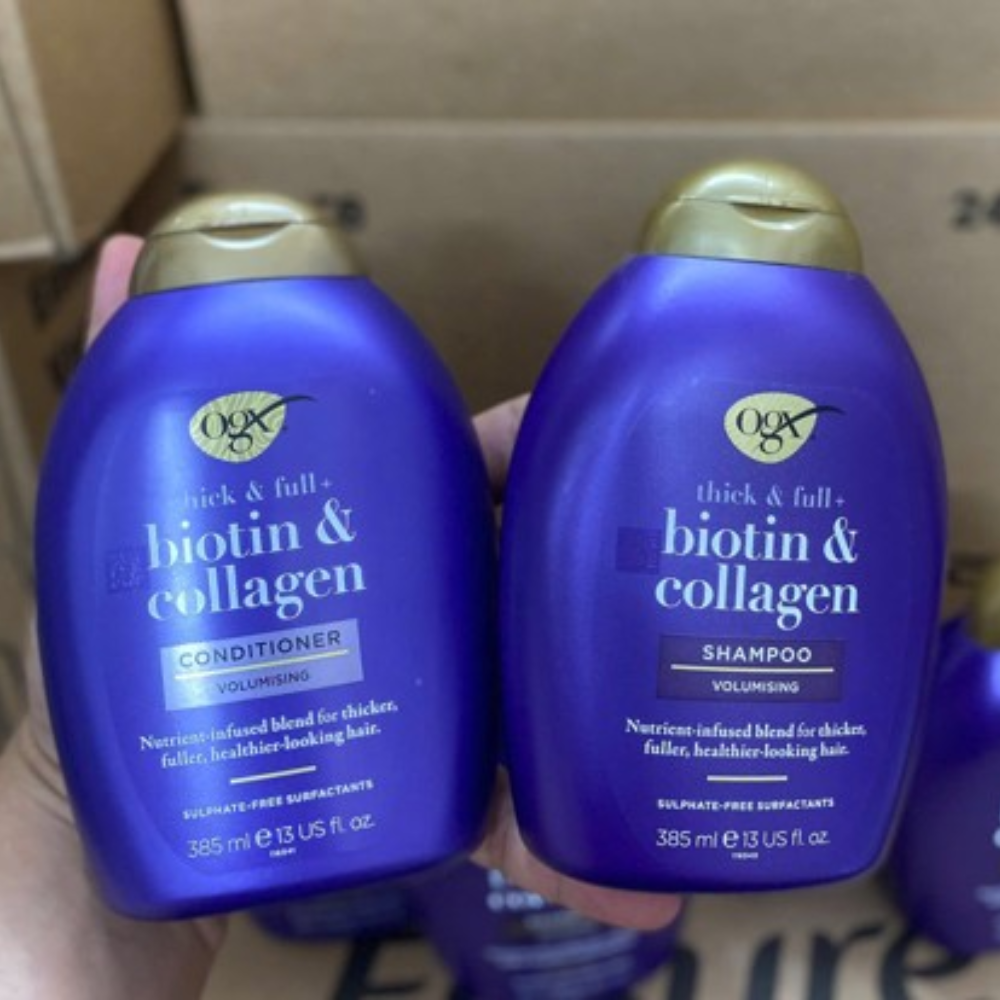 ogx
thick & full+
biotin &
collagen
CONDITIONER
VOLUMISING
Nutrient-infused blend for thicker,
fuller, healthier-looking hair.
SULPHATE-FREE SURFACTANTS
385 ml e 13 US fl. oz.
ogx
thick & full+
biotin &
collagen
SHAMPOO
VOLUMISING
Nutrient-infused blend for thicker,
fuller, healthier-looking hair.
SULPHATE-FREE SURFACTANTS
385 ml e 13 US fl. oz.